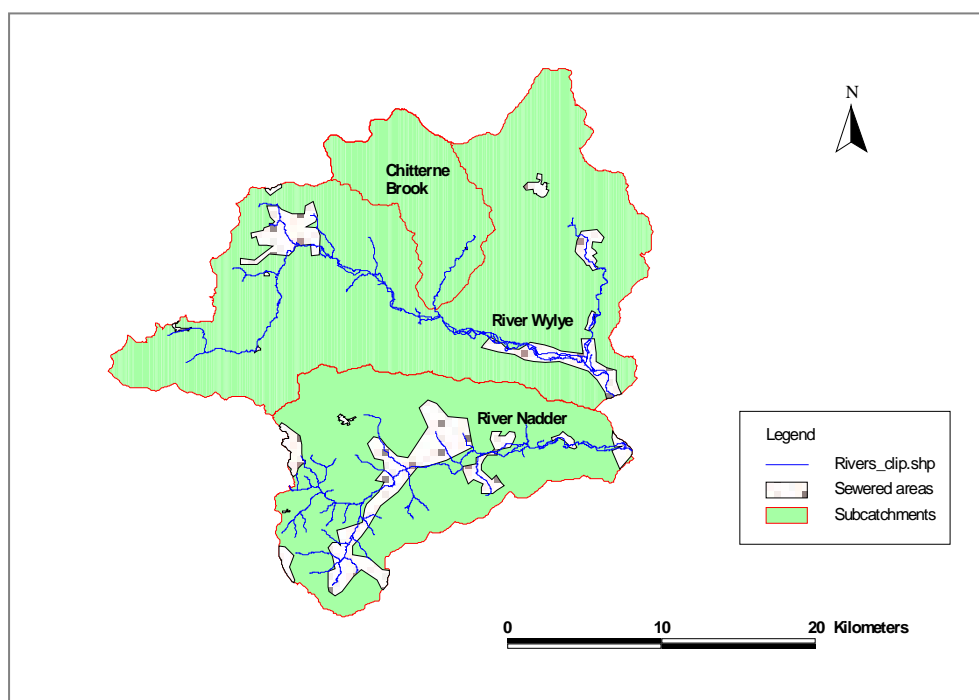 N
Chitterne
Brook
River Wylye
River Nadder
Legend
Rivers_clip.shp
Sewered areas
Subcatchments
0 10 20 Kilometers